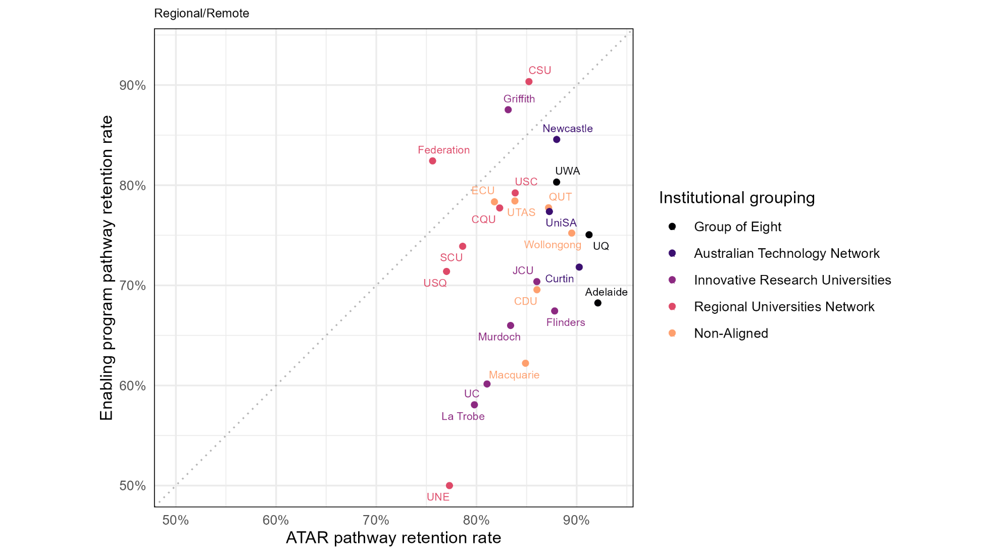 Regional/Remote
CSU
90%
Griffith
Newcastle
Federation
UWA
USC
80%
ECU
QUT
UTAS
CQU
UniSA
Wollongong
UQ
SCU
JCU
Curtin
USQ
70%
Adelaide
CDU
Flinders
Murdoch
Macquarie
60%
UC
La Trobe
50%
UNE
50%
60%
70%
80%
90%
ATAR pathway retention rate
Enabling program pathway retention rate
Institutional grouping
Group of Eight
Australian Technology Network
Innovative Research Universities
Regional Universities Network
Non-Aligned